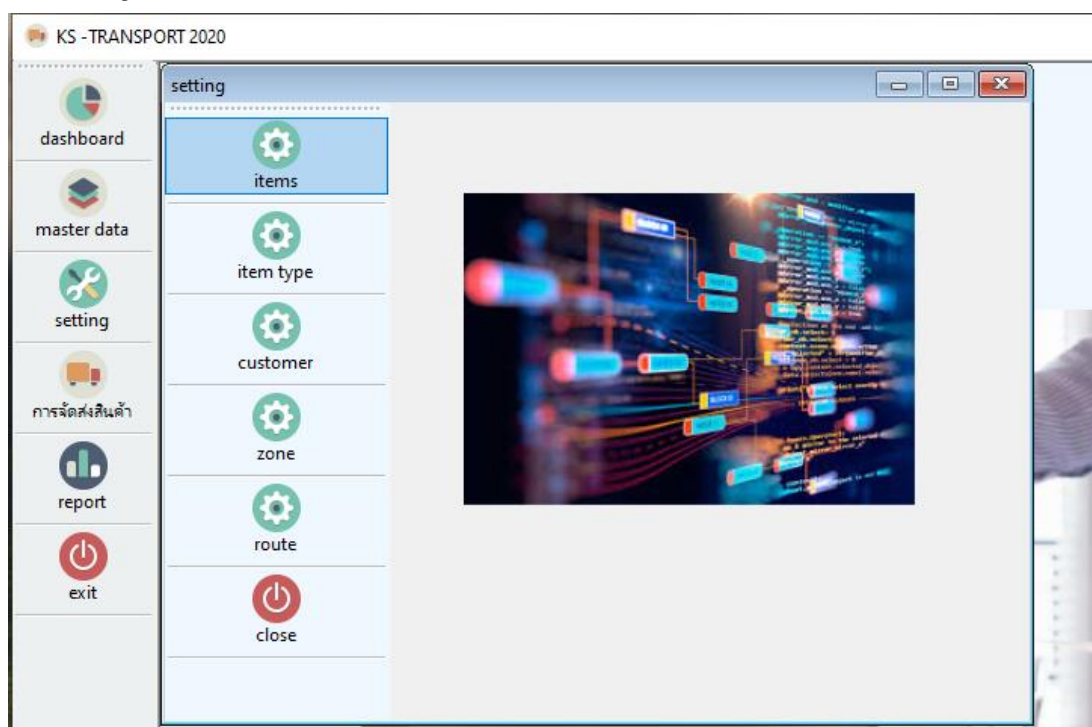 KS -TRANSPORT 2020
dashboard
master data
setting
การจัดส่งสินค้า
report
exit
setting
items
item type
customer
zone
route
close